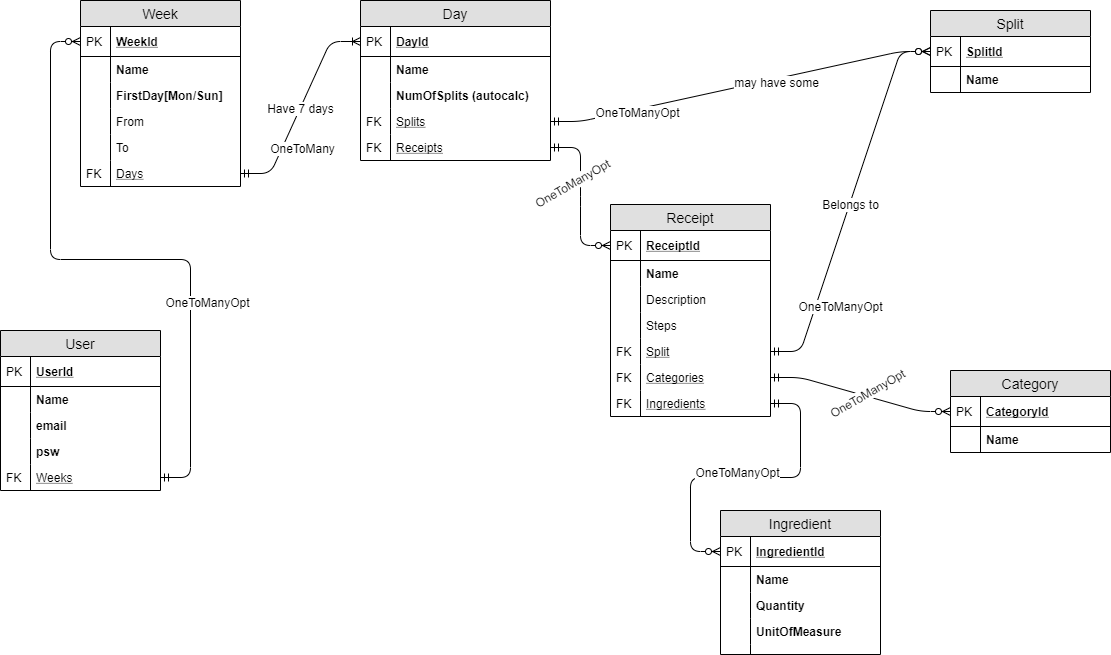 Week
PK WeekId
Name
FirstDay[Mon/Sun]
From
To
FK Days
Day
PK DayId
Name
NumOfSplits (autocalc)
FK Splits
FK Receipts
Split
PK SplitId
Name
Have 7 days
OneToMany
may have some
OneToManyOpt
OneToManyOpt
Belongs to
OneToManyOpt
Receipt
PK ReceiptId
Name
Description
Steps
FK Split
FK Categories
FK Ingredients
OneToManyOpt
User
PK UserId
Name
email
psw
FK Weeks
OneToManyOpt
Category
PK CategoryId
Name
OneToManyOpt
Ingredient
PK IngredientId
Name
Quantity
UnitOfMeasure